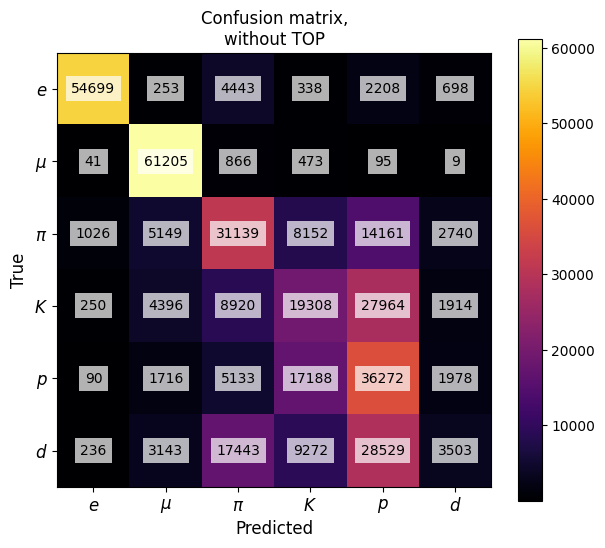 Confusion matrix,
without TOP
True
e 54699 253 4443 338 2208 698
μ 41 61205 866 473 95 9
π 1026 5149 31139 8152 14161 2740
K 250 4396 8920 19308 27964 1914
p 90 1716 5133 17188 36272 1978
d 236 3143 17443 9272 28529 3503
e μ π K p d
Predicted
60000
50000
40000
30000
20000
10000